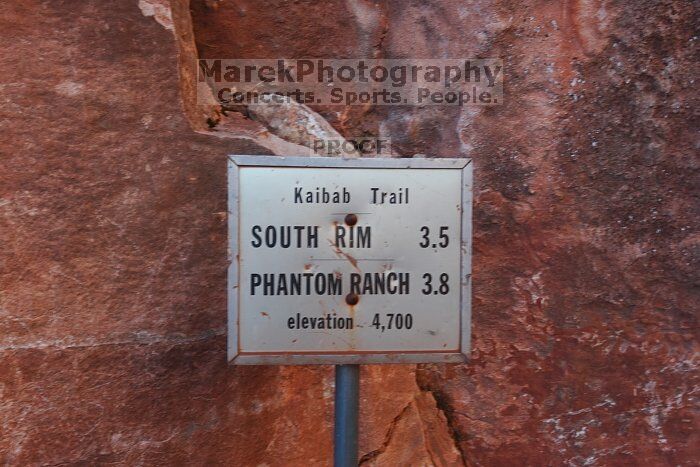 MarekPhotography
Concerts. Sports. People.
PROOF
Kaibab Trail
SOUTH RIM 3.5
PHANTOM RANCH 3.8
elevation 4,700